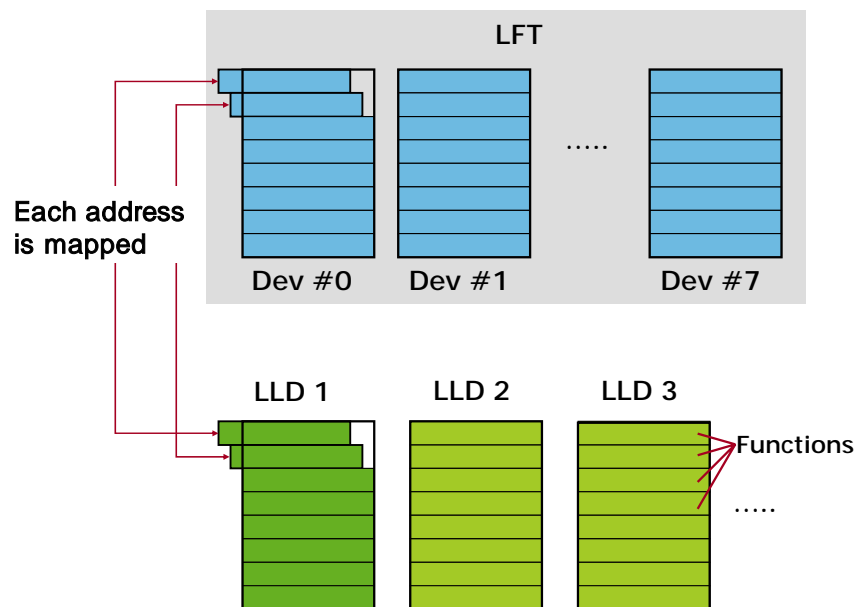 LFT
.....
Each address
is mapped
Dev #0
Dev #1
Dev #7
LLD 1
LLD 2
LLD 3
Functions
.....